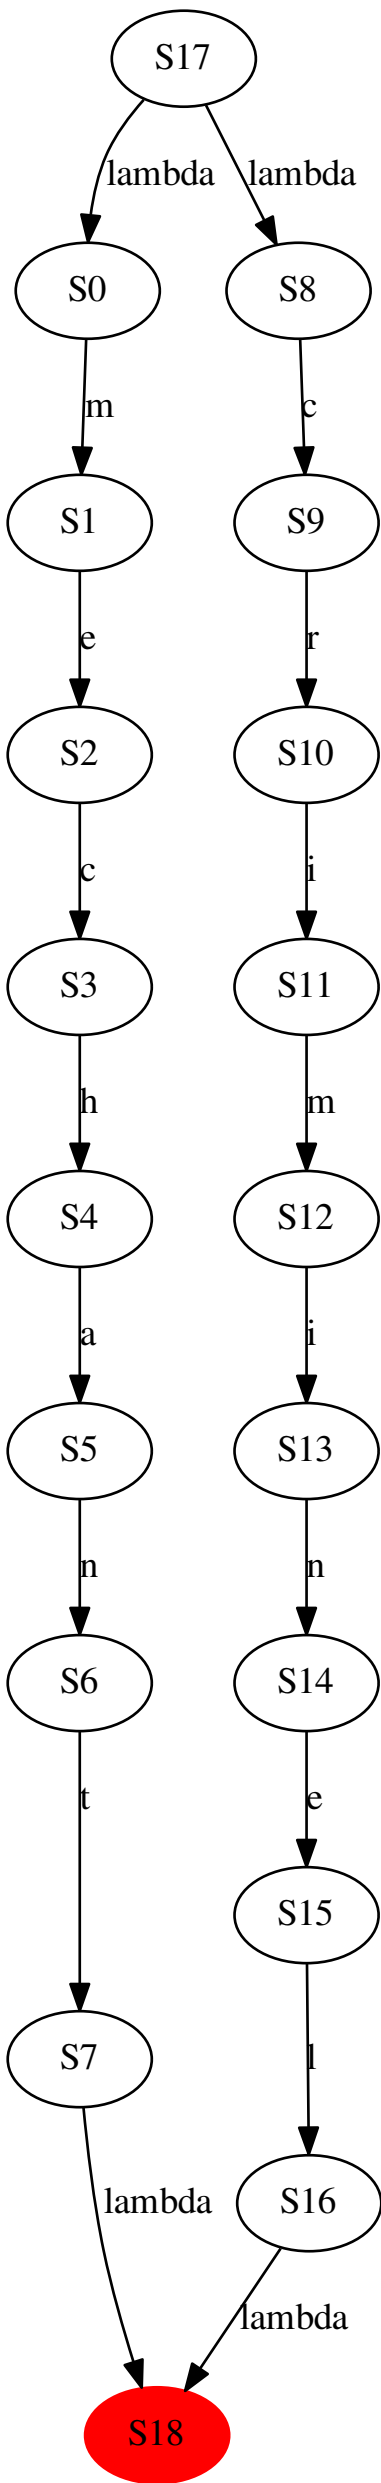 S17
lambda lambda
S0 S8
m c
S1 S9
e r
S2 S10
c i
S3 S11
h m
S4 S12
a i
S5 S13
n n
S6 S14
t e
S15
S7 l
S16
lambda
lambda
S18